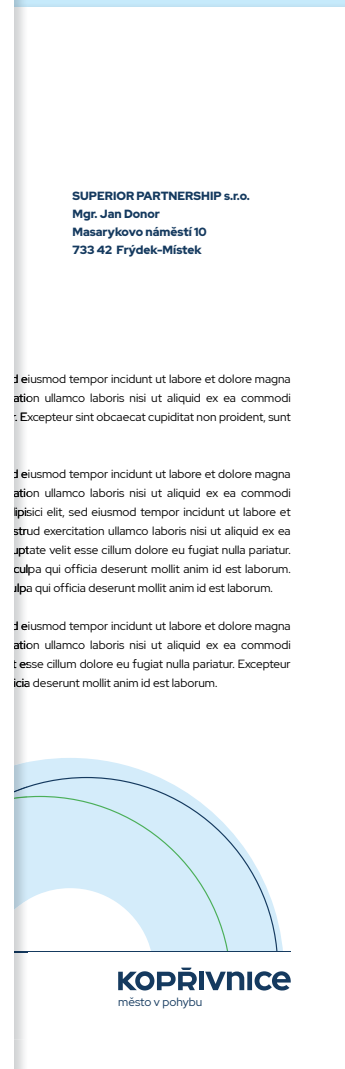 SUPERIOR PARTNERSHIP s.r.o.
Mgr. Jan Donor
Masarykovo náměstí 10
733 42 Frýdek-Místek
eiusmod tempor incidunt ut labore et dolore magna
ullamco laboris nisi ut aliquid ex ea commodi
Excepteur sint obcaecat cupiditat non proident, sunt
eiusmod tempor incidunt ut labore et dolore magna
ullamco laboris nisi ut aliquid ex ea commodi
elit, sed eiusmod tempor incidunt ut labore et
exercitation ullamco laboris nisi ut aliquid ex ea
velit esse cillum dolore eu fugiat nulla pariatur.
culpa qui officia deserunt mollit anim id est laborum.
qui officia deserunt mollit anim id est laborum.
eiusmod tempor incidunt ut labore et dolore magna
ullamco laboris nisi ut aliquid ex ea commodi
esse cillum dolore eu fugiat nulla pariatur. Excepteur
deserunt mollit anim id est laborum.
KOPŘIVNICE
město v pohybu